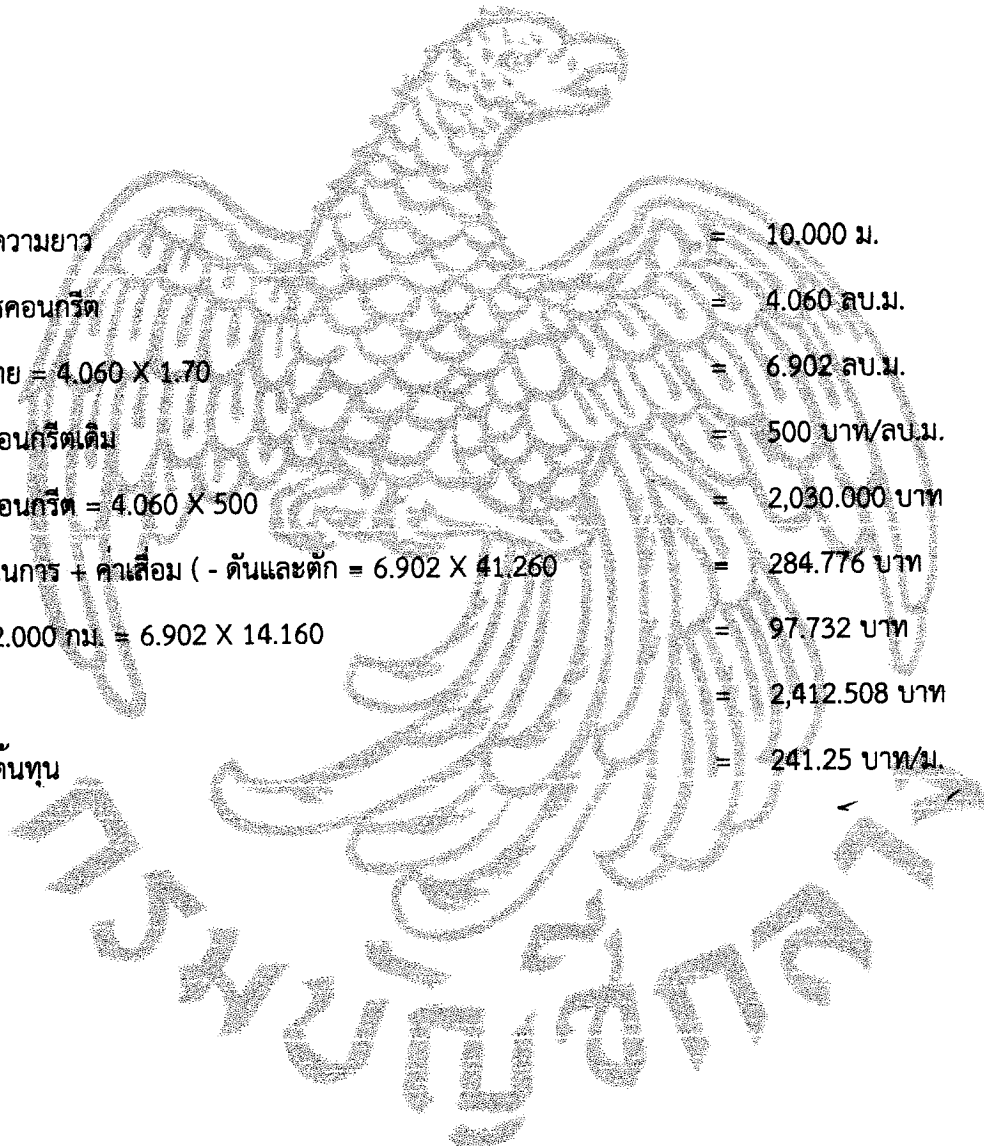 ความยาว = 10.000 ม.
รคอนกรีต = 4.060 ลบ.ม.
าย = 4.060 X 1.70 = 6.902 ลบ.ม.
อนกรีตเดิม = 500 บาท/ลบ.ม.
อนกรีต = 4.060 X 500 = 2,030.000 บาท
นการ + ค่าเสื่อม ( - ดันและตัก = 6.902 X 41.260 = 284.776 บาท
2.000 กม. = 6.902 X 14.160 = 97.732 บาท
= 2,412.508 บาท
ต้นทุน = 241.25 บาท/ม.
กรมบัญชีกลาง